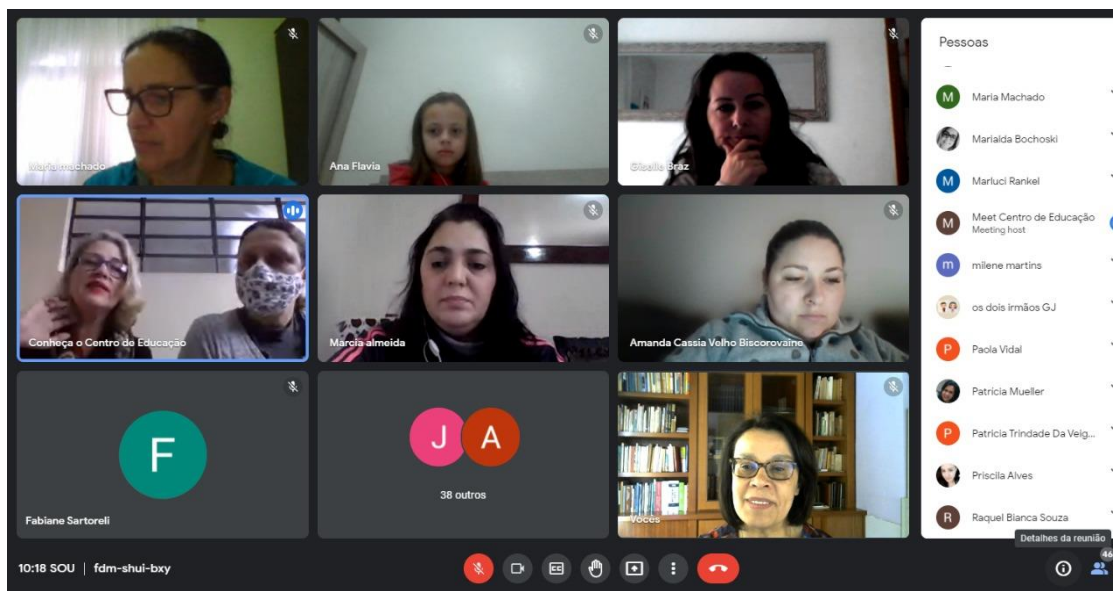 Maria machado
Ana Flavia
Giselle Braz
Conheça o Centro de Educação
Marcia almeida
Amanda Cassia Velho Biscorovaine
F
Fabiane Sartoreli
J A
38 outros
Vocês
10:18 SOU | fdm-shui-bxy
CC
Pessoas
M Maria Machado
Marialda Bochoski
M Marluci Rankel
M Meet Centro de Educação
Meeting host
m milene martins
os dois irmãos GJ
P Paola Vidal
Patrícia Mueller
P Patricia Trindade Da Veig...
Priscila Alves
R Raquel Bianca Souza
Detalhes da reunião
46